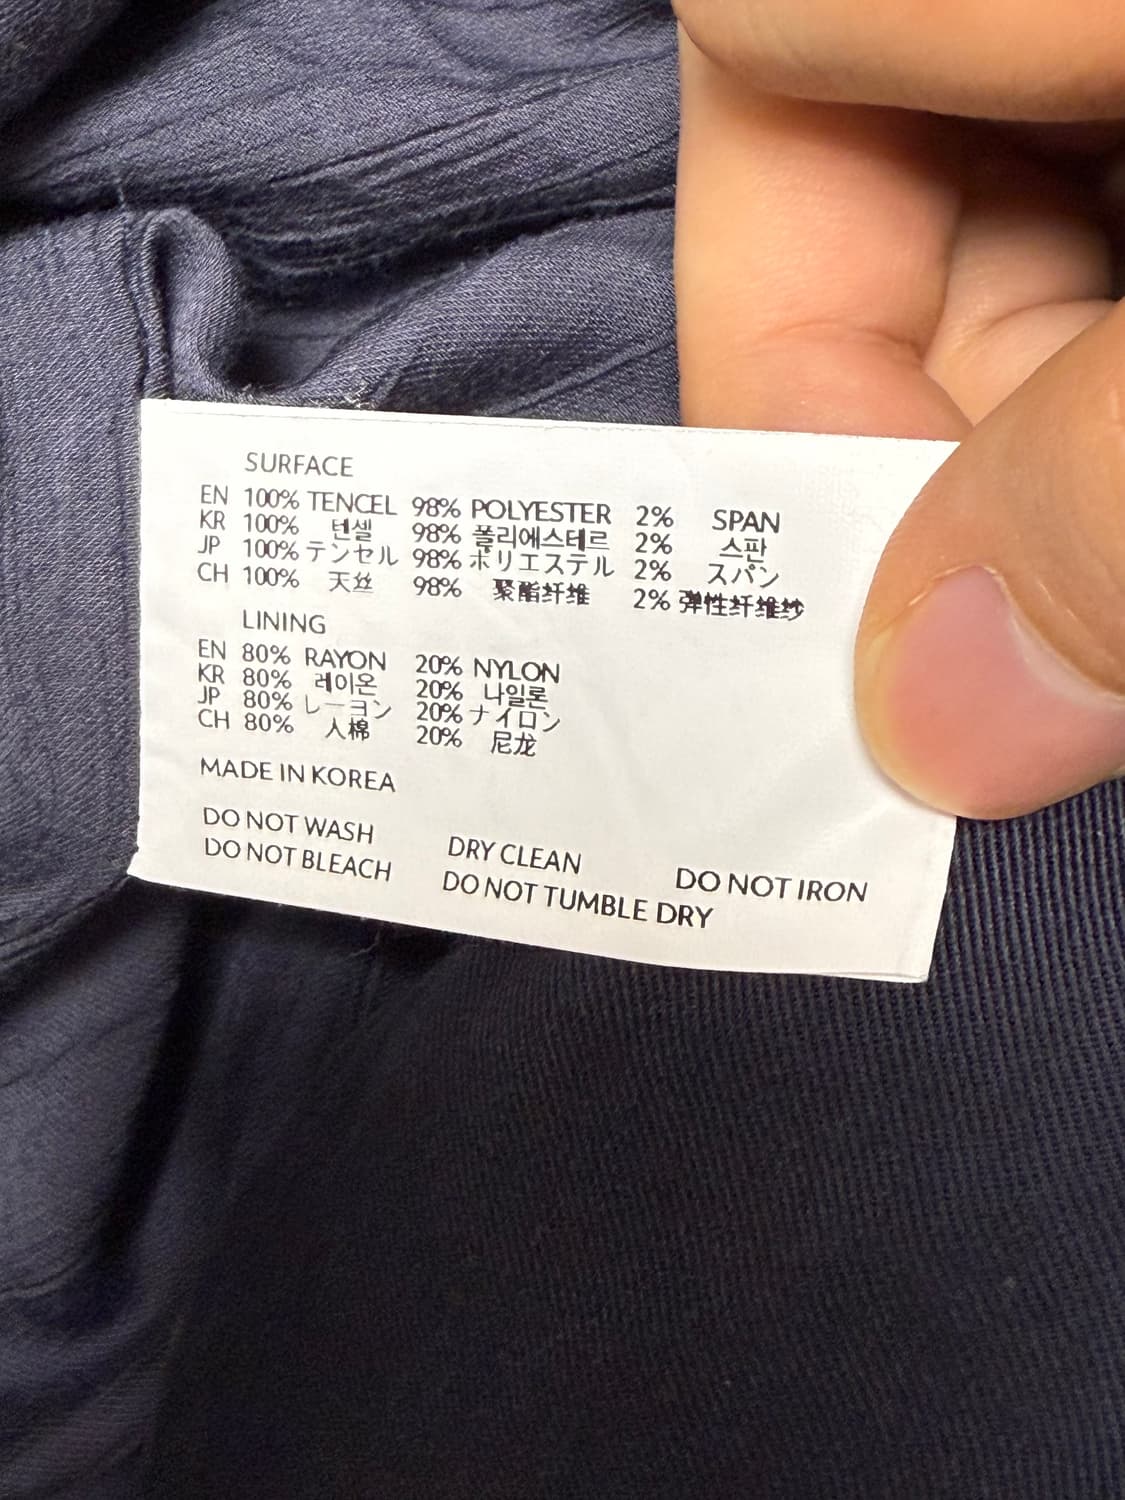 SURFACE
EN 100% TENCEL 98% POLYESTER 2% SPAN
KR 100% 텐셀 98% 폴리에스테르 2% 스판
JP 100% テンセル 98% ポリエステル 2% スパン
CH 100% 天丝 98% 聚酯纤维 2% 弹性纤维纱
LINING
EN 80% RAYON 20% NYLON
KR 80% 레이온 20% 나일론
JP 80% レーヨン 20% ナイロン
CH 80% 人棉 20% 尼龙
MADE IN KOREA
DO NOT WASH DRY CLEAN DO NOT IRON
DO NOT BLEACH DO NOT TUMBLE DRY